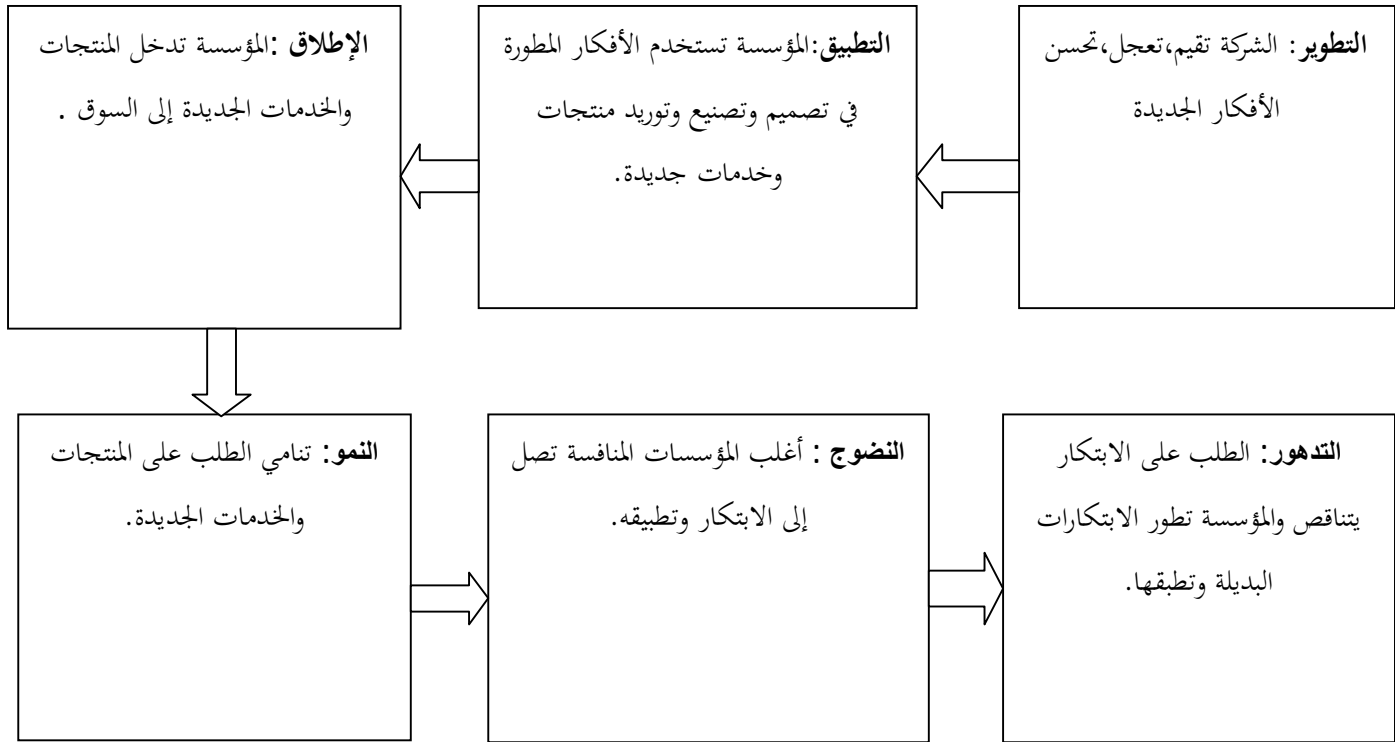 التطوير: الشركة تقيم،تعجل،تحسن
الأفكار الجديدة
التطبيق:المؤسسة تستخدم الأفكار المطورة
في تصميم وتصنيع وتوريد منتجات
وخدمات جديدة.
الإطلاق :المؤسسة تدخل المنتجات
والخدمات الجديدة إلى السوق .
النمو: تنامي الطلب على المنتجات
والخدمات الجديدة.
النضوج : أغلب المؤسسات المنافسة تصل
إلى الابتكار وتطبيقه.
التدهور: الطلب على الابتكار
يتناقص والمؤسسة تطور الابتكارات
البديلة وتطبقها.